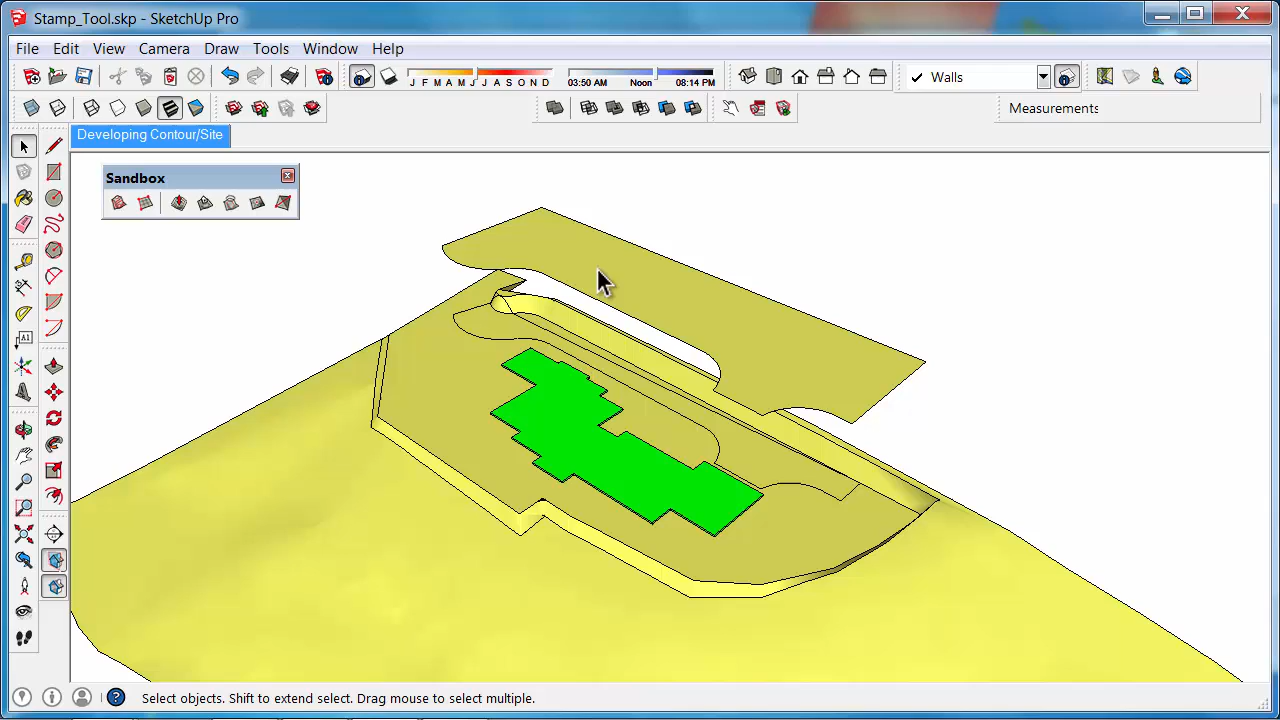 Stamp_Tool.skp - SketchUp Pro
File Edit View Camera Draw Tools Window Help
J F M A M J J A S O N D 03:50 AM Noon 08:14 PM Walls
Measurements
Developing Contour/Site
Sandbox
A1
Select objects. Shift to extend select. Drag mouse to select multiple.